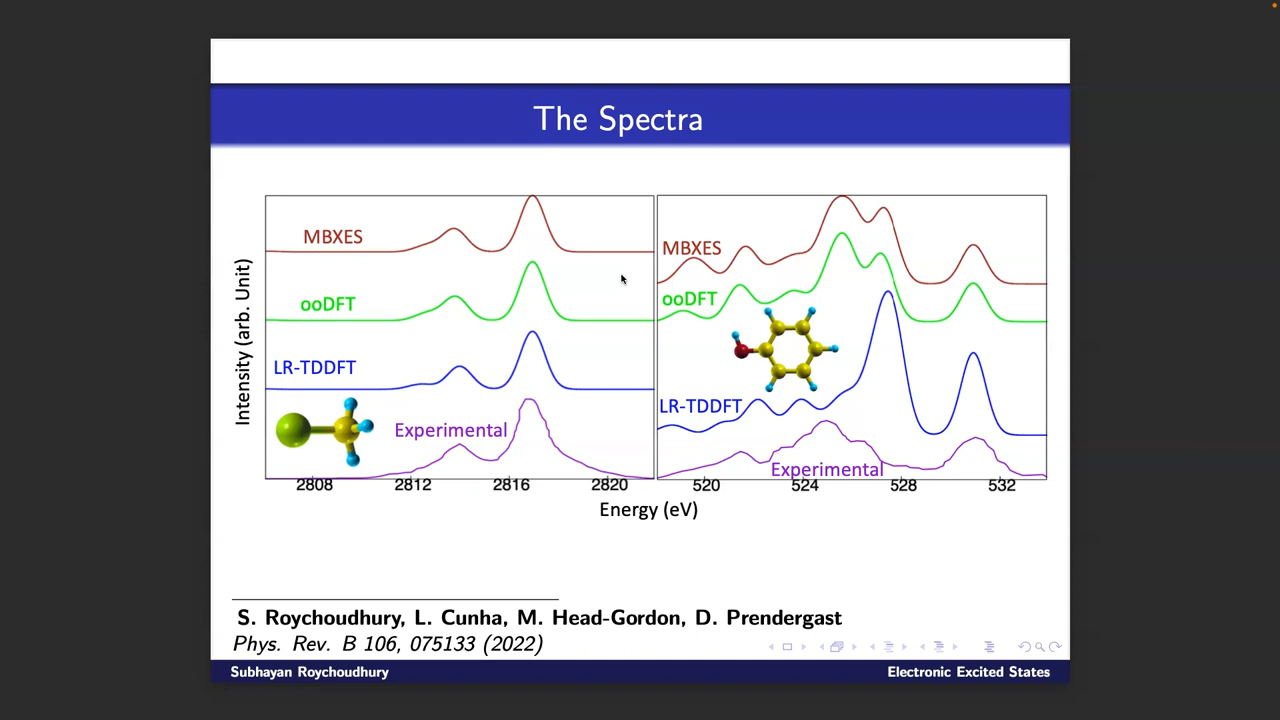 The Spectra
MBXES
ooDFT
LR-TDDFT
Experimental
MBXES
ooDFT
LR-TDDFT
Experimental
Intensity (arb. Unit)
2808 2812 2816 2820 520 524 528 532
Energy (eV)
S. Roychoudhury, L. Cunha, M. Head-Gordon, D. Prendergast
Phys. Rev. B 106, 075133 (2022)
Subhayan Roychoudhury Electronic Excited States